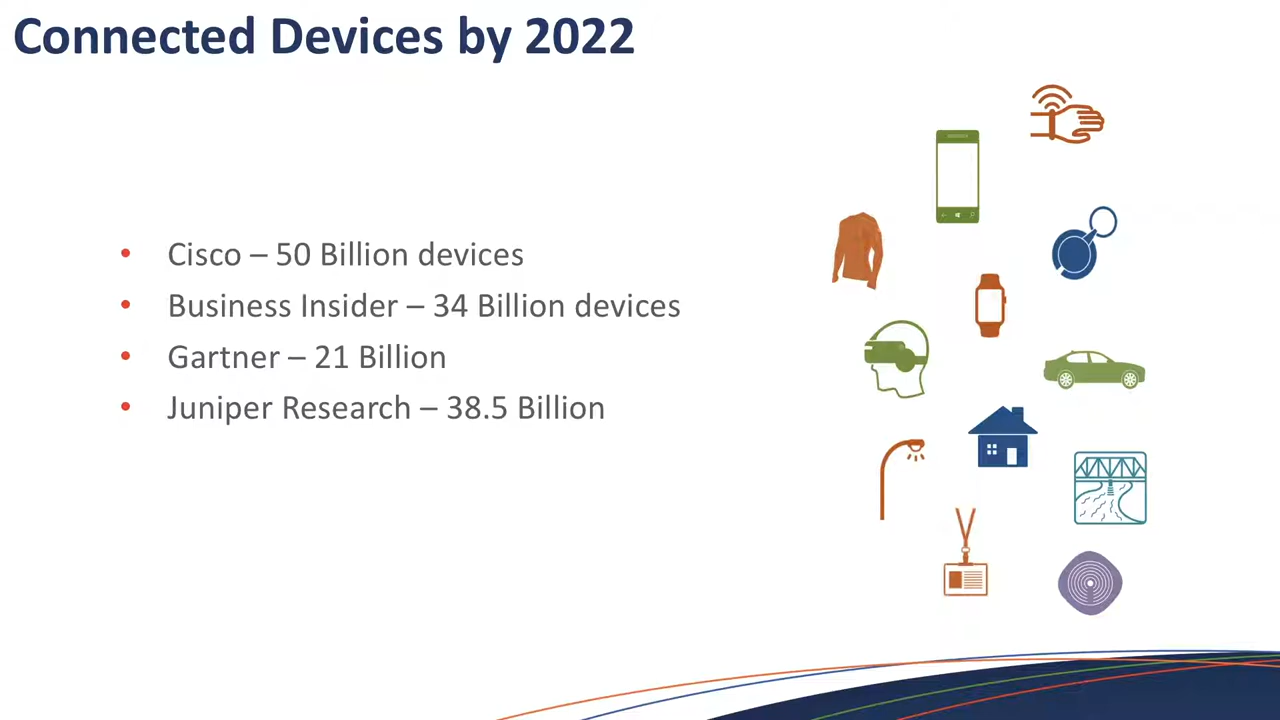 Connected Devices by 2022
• Cisco – 50 Billion devices
• Business Insider – 34 Billion devices
• Gartner – 21 Billion
• Juniper Research – 38.5 Billion